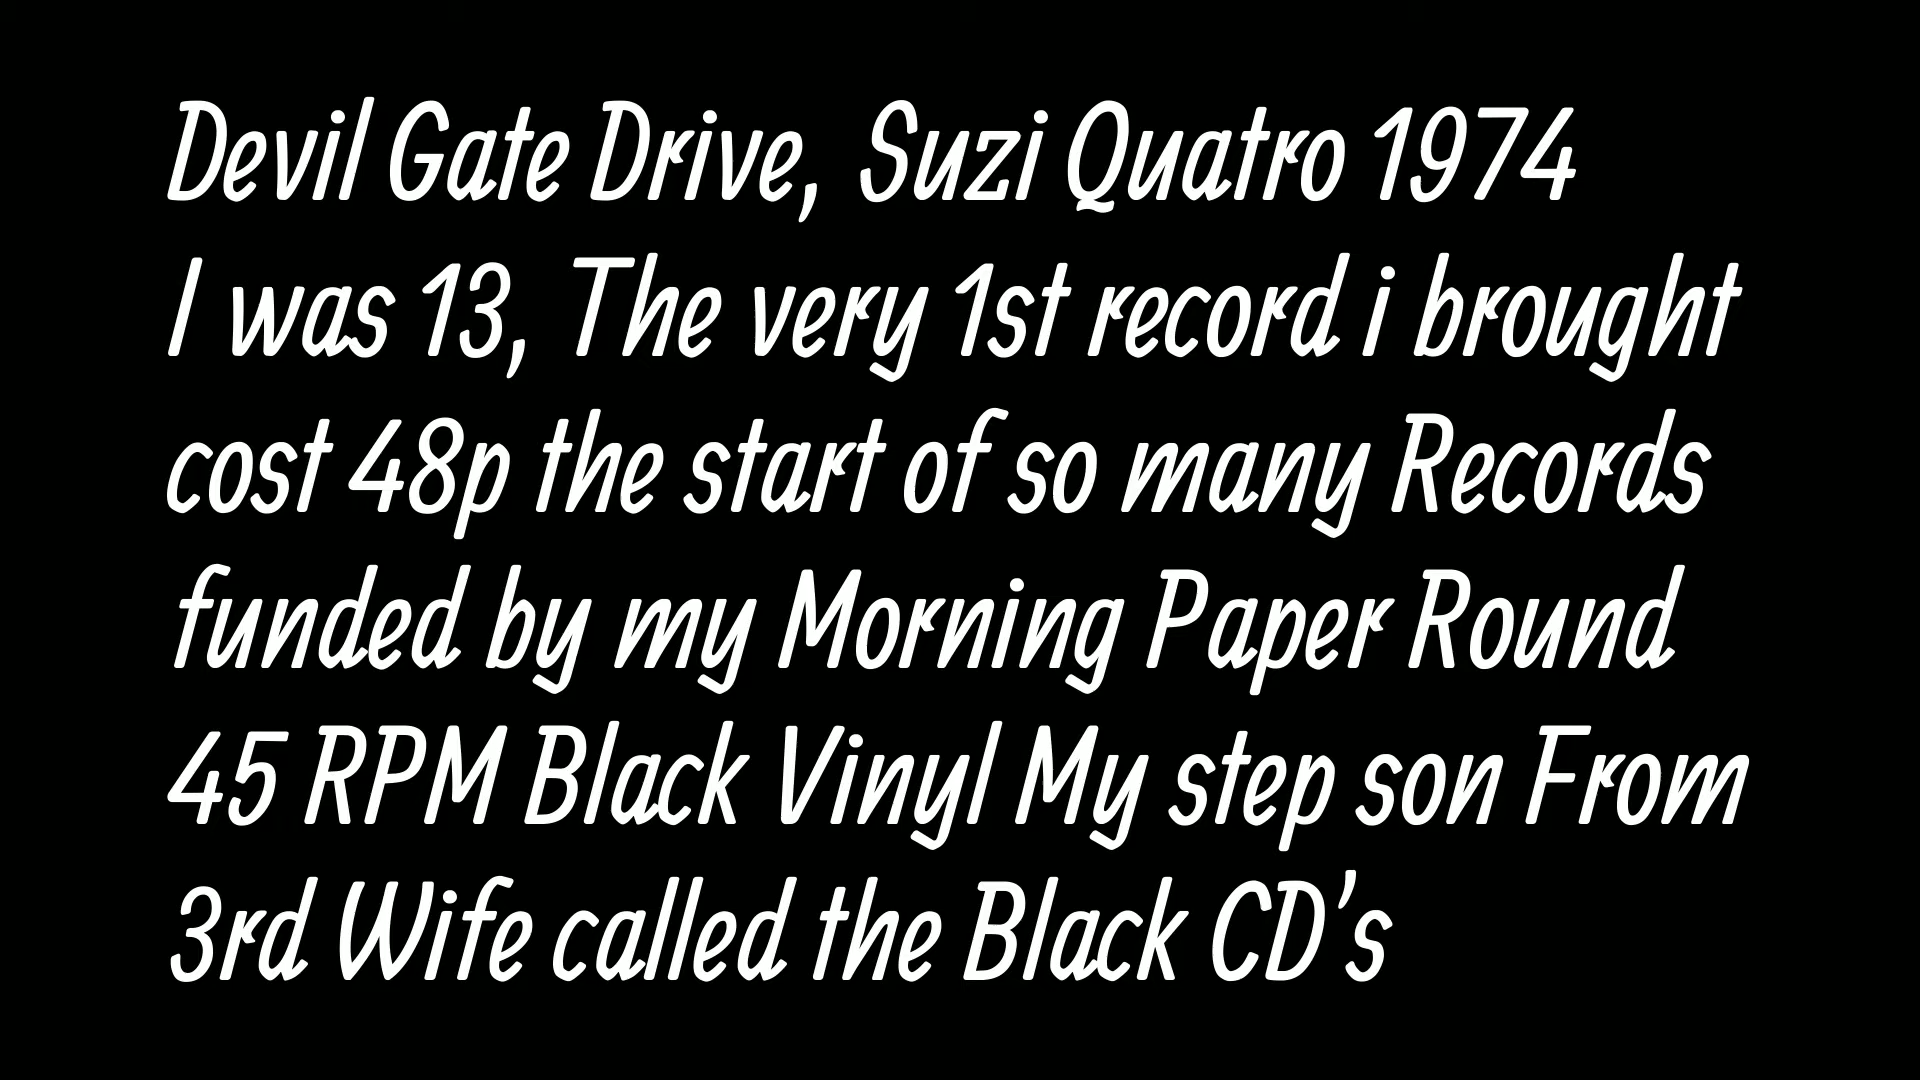 Devil Gate Drive, Suzi Quatro 1974
I was 13, The very 1st record i brought
cost 48p the start of so many Records
funded by my Morning Paper Round
45 RPM Black Vinyl My step son From
3rd Wife called the Black CD's